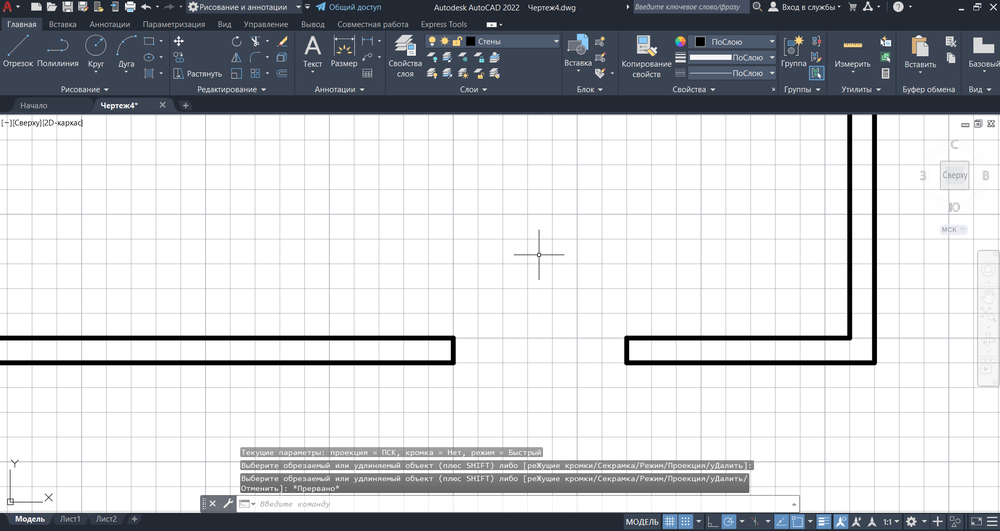 Рисование и аннотации
Общий доступ
Autodesk AutoCAD 2022 Чертеж4.dwg
Введите ключевое слово/фразу
Вход в службы
Главная Вставка Аннотации Параметризация Вид Управление Вывод Совместная работа Express Tools
Стены
ПоСлою
ПоСлою
ПоСлою
Отрезок Полилиния Круг Дуга
Растянуть
Текст Размер
Свойства слоя
Вставка
Копирование свойств
Группа
Измерить
Вставить
Базовый
Рисование Редактирование Аннотации Слои Блок Свойства Группы Утилиты Буфер обмена Вид
Начало Чертеж4*
[−][Сверху][2D-каркас]
С
З Сверху В
Ю
МСК
Y
X
Текущие параметры: проекция = ПСК, кромка = Нет, режим = Быстрый
Выберите обрезаемый или удлиняемый объект (плюс SHIFT) либо [реЖущие кромки/Секрамка/Режим/Проекция/уДалить]:
Выберите обрезаемый или удлиняемый объект (плюс SHIFT) либо [реЖущие кромки/Секрамка/Режим/Проекция/уДалить/
Отменить]: *Прервано*
Введите команду
Модель Лист1 Лист2
МОДЕЛЬ
1:1